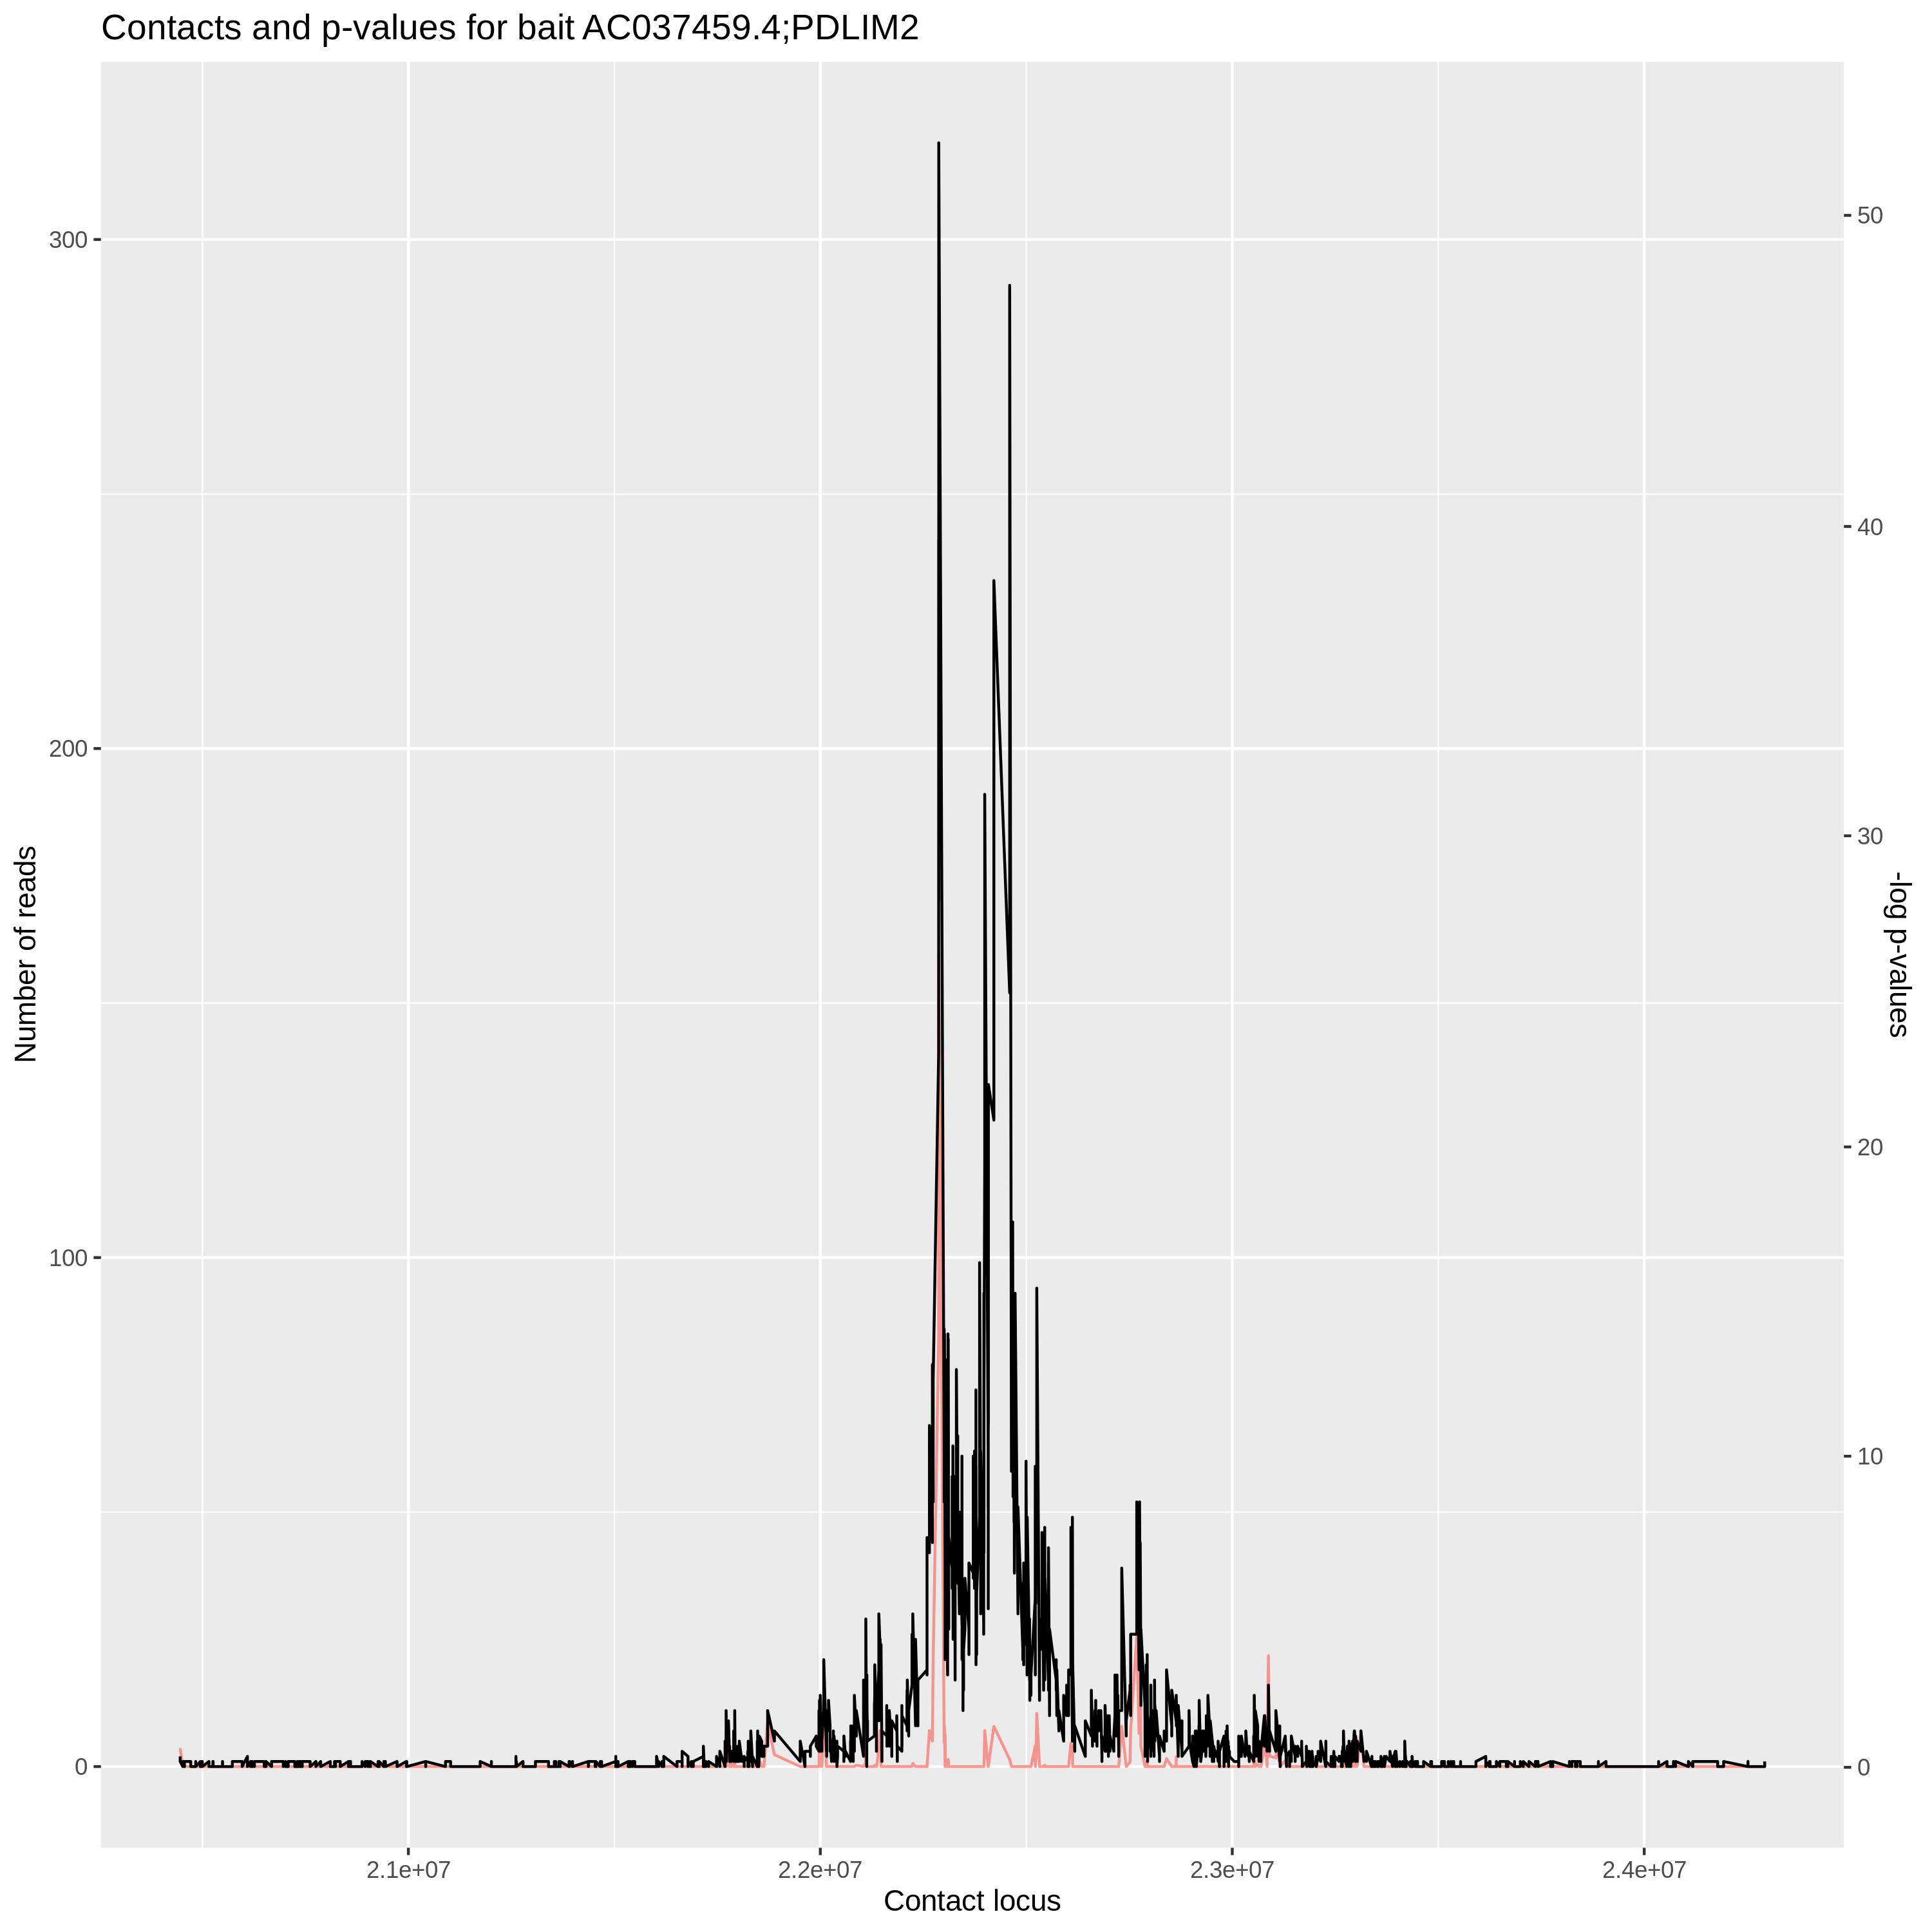 Contacts and p-values for bait AC037459.4;PDLIM2
Number of reads
300
200
100
0
50
40
30
20
10
0
-log p-values
2.1e+07
2.2e+07
2.3e+07
2.4e+07
Contact locus